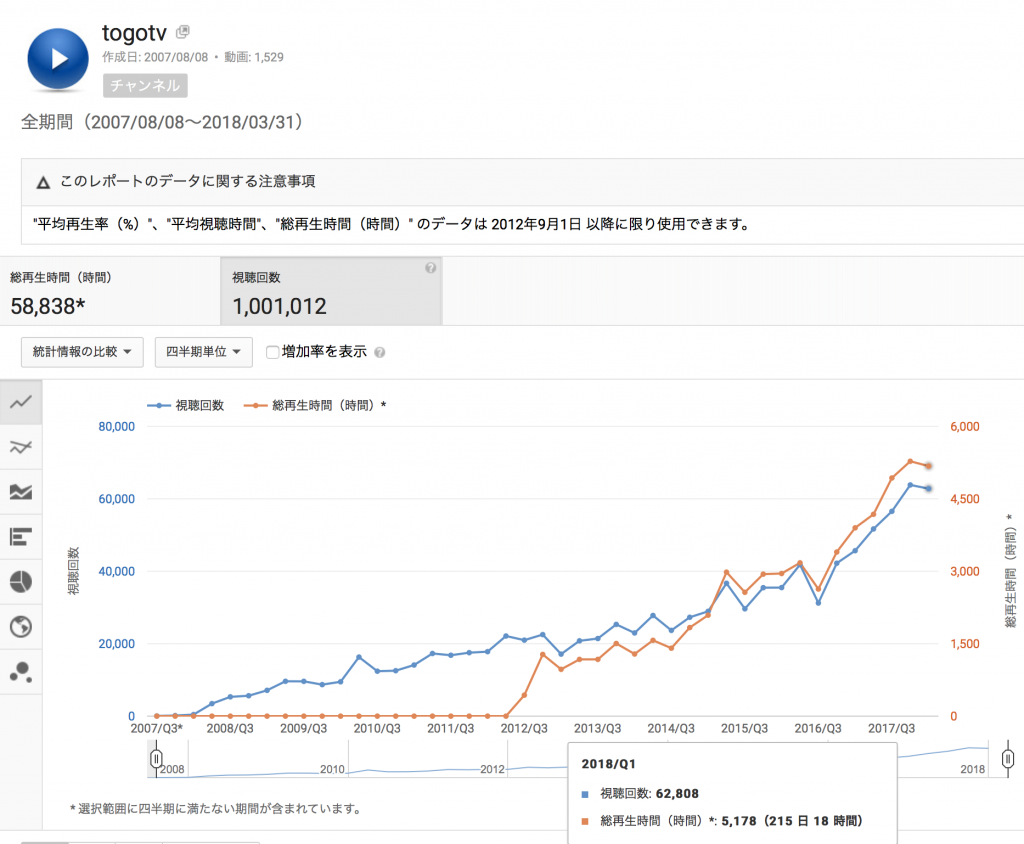 togotv
作成日: 2007/08/08 • 動画: 1,529
チャンネル
全期間（2007/08/08～2018/03/31）
このレポートのデータに関する注意事項
"平均再生率（%）"、"平均視聴時間"、"総再生時間（時間）" のデータは 2012年9月1日 以降に限り使用できます。
総再生時間（時間）
58,838*
視聴回数
1,001,012
統計情報の比較
四半期単位
増加率を表示
視聴回数
総再生時間（時間）*
80,000
60,000
40,000
20,000
0
視聴回数
6,000
4,500
3,000
1,500
0
総再生時間（時間）*
2007/Q3* 2008/Q3 2009/Q3 2010/Q3 2011/Q3 2012/Q3 2013/Q3 2014/Q3 2015/Q3 2016/Q3 2017/Q3
2008 2010 2012 2018
2018/Q1
視聴回数: 62,808
総再生時間（時間）*: 5,178（215 日 18 時間）
* 選択範囲に四半期に満たない期間が含まれています。